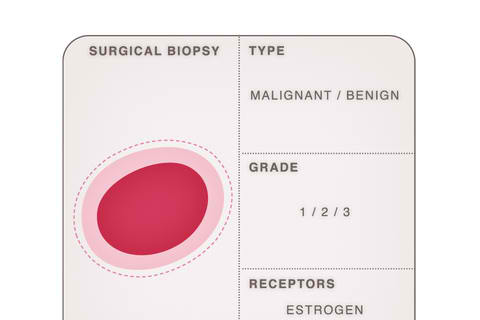 SURGICAL BIOPSY
TYPE
MALIGNANT / BENIGN
GRADE
1 / 2 / 3
RECEPTORS
ESTROGEN